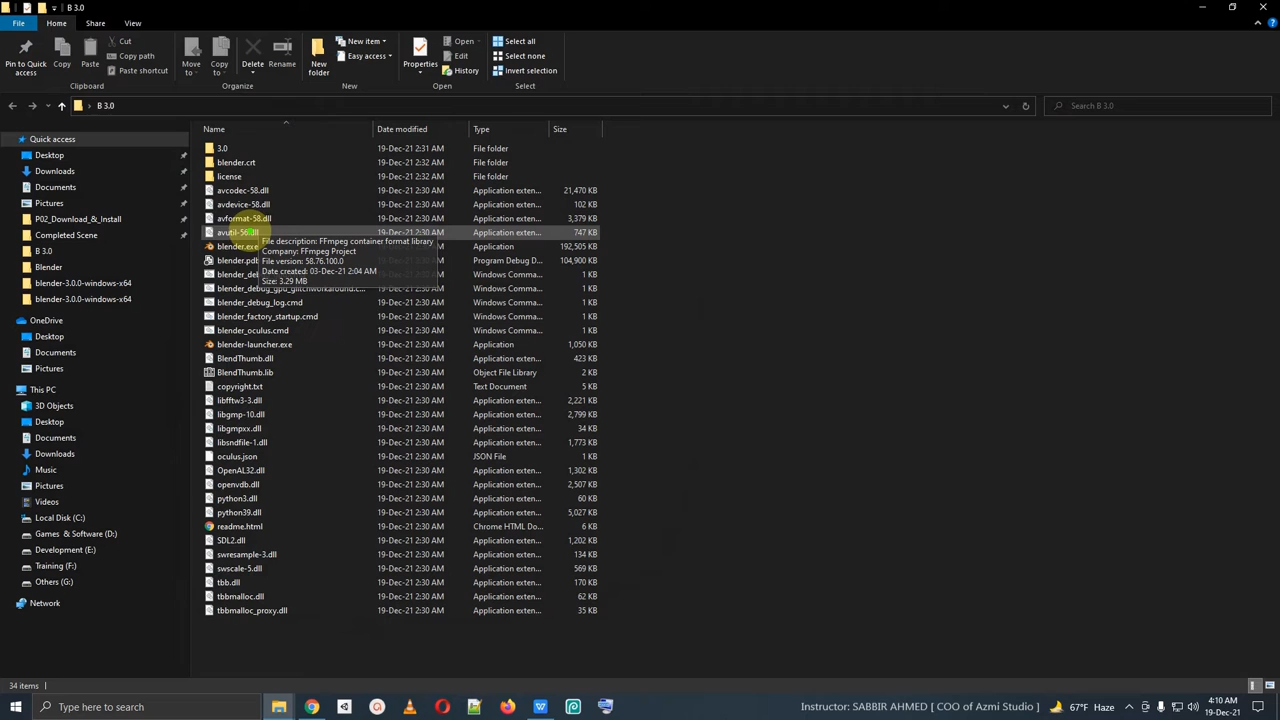 B 3.0
File Home Share View
Pin to Quick access
Copy
Paste
Cut
Copy path
Paste shortcut
Clipboard
Move to
Copy to
Delete
Rename
Organize
New folder
New item
Easy access
New
Properties
Open
Edit
History
Open
Select all
Select none
Invert selection
Select
B 3.0
Search B 3.0
Quick access
Desktop
Downloads
Documents
Pictures
P02_Download_&_Install
Completed Scene
B 3.0
Blender
blender-3.0.0-windows-x64
blender-3.0.0-windows-x64
OneDrive
Desktop
Documents
Pictures
This PC
3D Objects
Desktop
Documents
Downloads
Music
Pictures
Videos
Local Disk (C:)
Games & Software (D:)
Development (E:)
Training (F:)
Others (G:)
Network
Name Date modified Type Size
3.0 19-Dec-21 2:31 AM File folder
blender.crt 19-Dec-21 2:32 AM File folder
license 19-Dec-21 2:32 AM File folder
avcodec-58.dll 19-Dec-21 2:30 AM Application exten... 21,470 KB
avdevice-58.dll 19-Dec-21 2:30 AM Application exten... 102 KB
avformat-58.dll 19-Dec-21 2:30 AM Application exten... 3,379 KB
avutil-56.dll 19-Dec-21 2:30 AM Application exten... 747 KB
blender.exe Application 192,505 KB
blender.pdb Program Debug D... 104,900 KB
blender_deb Windows Comma...
blender_debug_gpu_glitchworkaround.c... 19-Dec-21 2:30 AM Windows Comma... 1 KB
blender_debug_log.cmd 19-Dec-21 2:30 AM Windows Comma... 1 KB
blender_factory_startup.cmd 19-Dec-21 2:30 AM Windows Comma... 1 KB
blender_oculus.cmd 19-Dec-21 2:30 AM Windows Comma... 1 KB
blender-launcher.exe 19-Dec-21 2:30 AM Application 1,050 KB
BlendThumb.dll 19-Dec-21 2:30 AM Application exten... 423 KB
BlendThumb.lib 19-Dec-21 2:30 AM Object File Library 2 KB
copyright.txt 19-Dec-21 2:30 AM Text Document 5 KB
libfftw3-3.dll 19-Dec-21 2:30 AM Application exten... 2,221 KB
libgmp-10.dll 19-Dec-21 2:30 AM Application exten... 2,799 KB
libgmpxx.dll 19-Dec-21 2:30 AM Application exten... 34 KB
libsndfile-1.dll 19-Dec-21 2:30 AM Application exten... 1,773 KB
oculus.json 19-Dec-21 2:30 AM JSON File 1 KB
OpenAL32.dll 19-Dec-21 2:30 AM Application exten... 1,302 KB
openvdb.dll 19-Dec-21 2:30 AM Application exten... 2,507 KB
python3.dll 19-Dec-21 2:30 AM Application exten... 60 KB
python39.dll 19-Dec-21 2:30 AM Application exten... 5,027 KB
readme.html 19-Dec-21 2:30 AM Chrome HTML Do... 6 KB
SDL2.dll 19-Dec-21 2:30 AM Application exten... 1,202 KB
swresample-3.dll 19-Dec-21 2:30 AM Application exten... 134 KB
swscale-5.dll 19-Dec-21 2:30 AM Application exten... 569 KB
tbb.dll 19-Dec-21 2:30 AM Application exten... 170 KB
tbbmalloc.dll 19-Dec-21 2:30 AM Application exten... 62 KB
tbbmalloc_proxy.dll 19-Dec-21 2:30 AM Application exten... 35 KB
File description: FFmpeg container format library
Company: FFmpeg Project
File version: 58.76.100.0
Date created: 03-Dec-21 2:04 AM
Size: 3.29 MB
34 items
Type here to search
Instructor: SABBIR AHMED [ COO of Azmi Studio ]
67°F Haze
4:10 AM
19-Dec-21